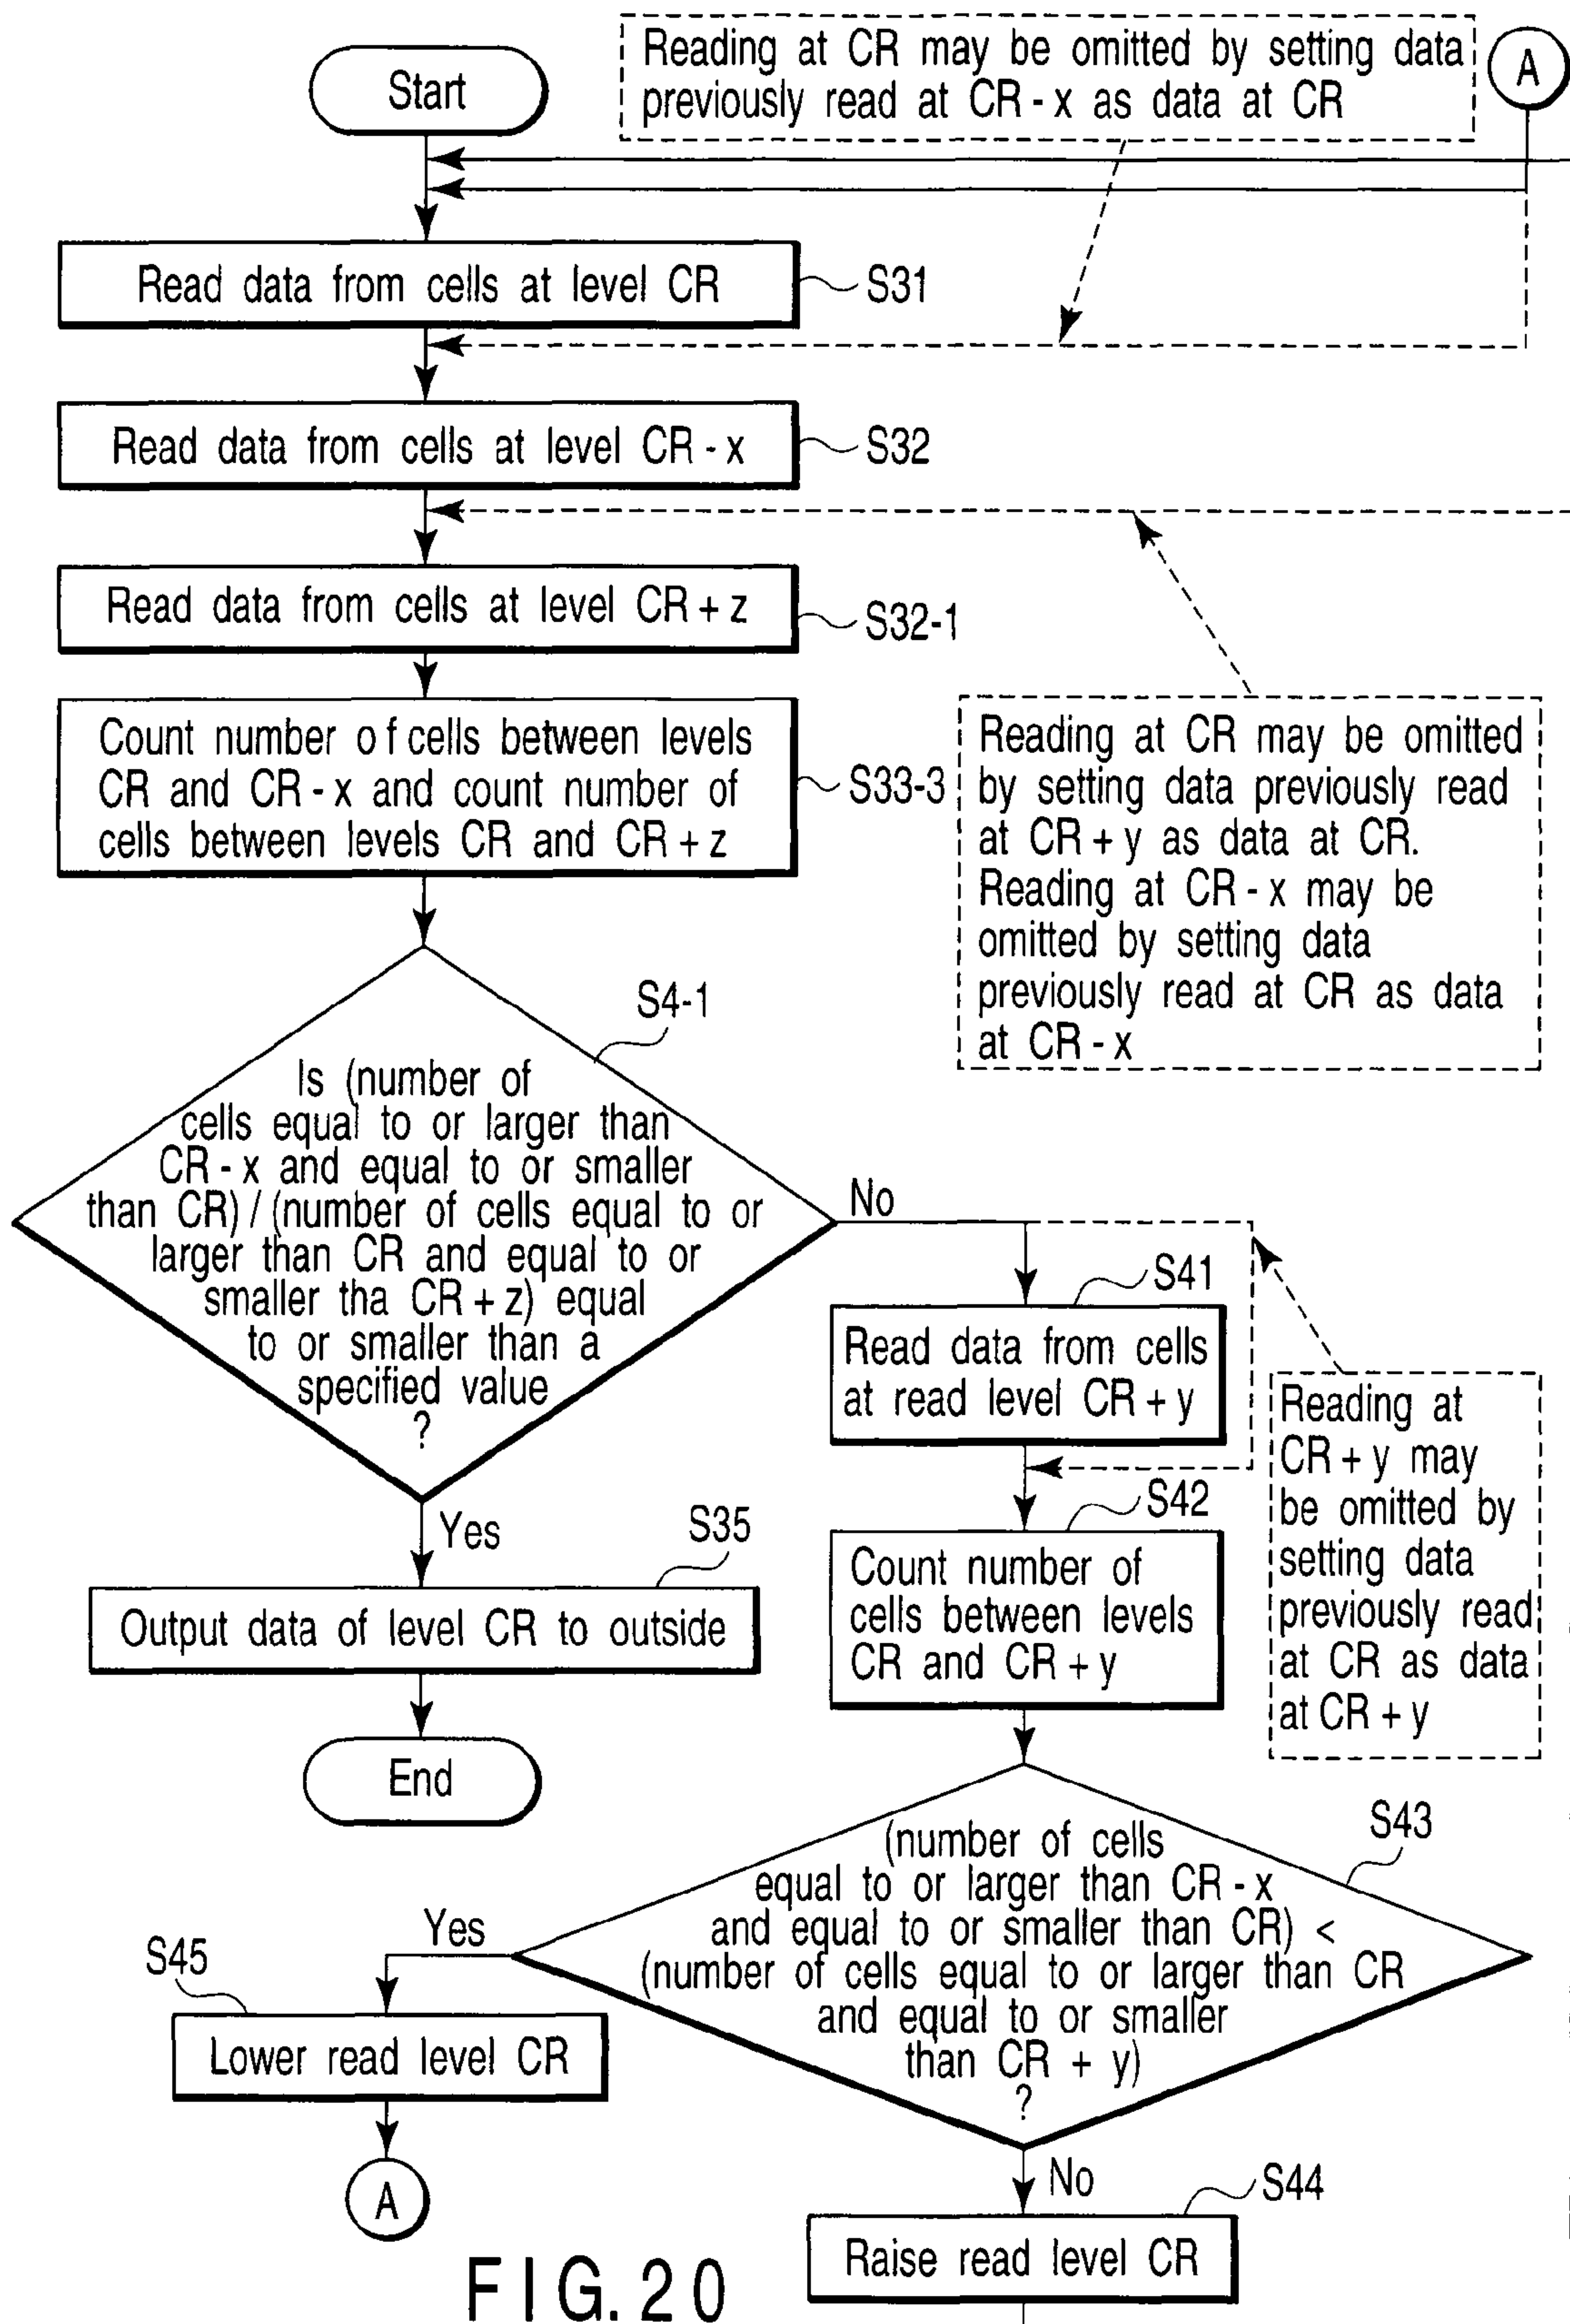 Start
Reading at CR may be omitted by setting data
previously read at CR - x as data at CR
A
Read data from cells at level CR
S31
Read data from cells at level CR - x
S32
Read data from cells at level CR + z
S32-1
Count number of cells between levels
CR and CR - x and count number of
cells between levels CR and CR + z
S33-3
Reading at CR may be omitted
by setting data previously read
at CR + y as data at CR.
Reading at CR - x may be
omitted by setting data
previously read at CR as data
at CR - x
S4-1
Is (number of
cells equal to or larger than
CR - x and equal to or smaller
than CR) / (number of cells equal to or
larger than CR and equal to or
smaller tha CR + z) equal
to or smaller than a
specified value
?
No
Yes
S41
Read data from cells
at read level CR + y
Reading at
CR + y may
be omitted by
setting data
previously read
at CR as data
at CR + y
S35
Output data of level CR to outside
End
S42
Count number of
cells between levels
CR and CR + y
S43
(number of cells
equal to or larger than CR - x
and equal to or smaller than CR) <
(number of cells equal to or larger than CR
and equal to or smaller
than CR + y)
?
Yes
S45
Lower read level CR
A
No
S44
Raise read level CR
FIG. 20